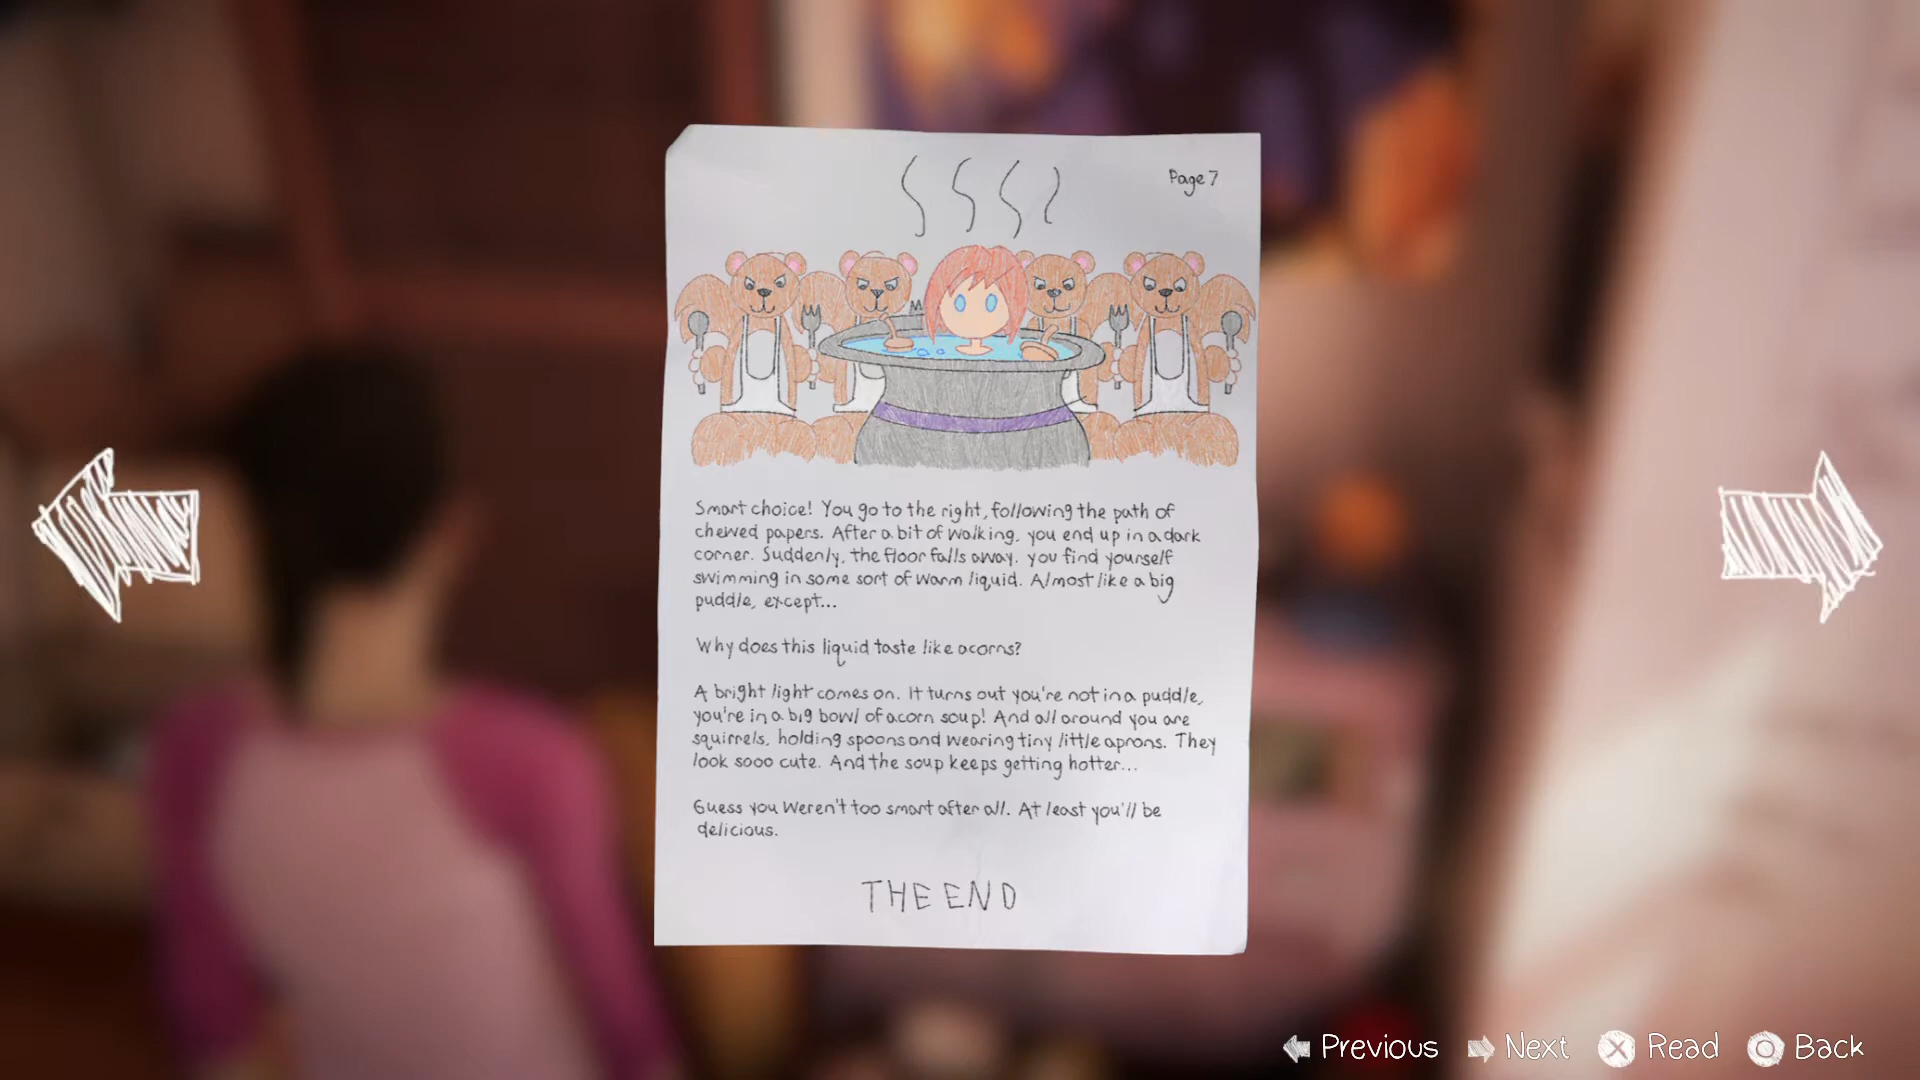 Page 7
Smart choice! You go to the right, following the path of
chewed papers. After a bit of walking, you end up in a dark
corner. Suddenly, the floor falls away. you find yourself
swimming in some sort of warm liquid. Almost like a big
puddle, except...
Why does this liquid taste like acorns?
A bright light comes on. It turns out you're not in a puddle,
you're in a big bowl of acorn soup! And all around you are
squirrels, holding spoons and wearing tiny little aprons. They
look sooo cute. And the soup keeps getting hotter...
Guess you weren't too smart after all. At least you'll be
delicious.
THE END
Previous Next Read Back